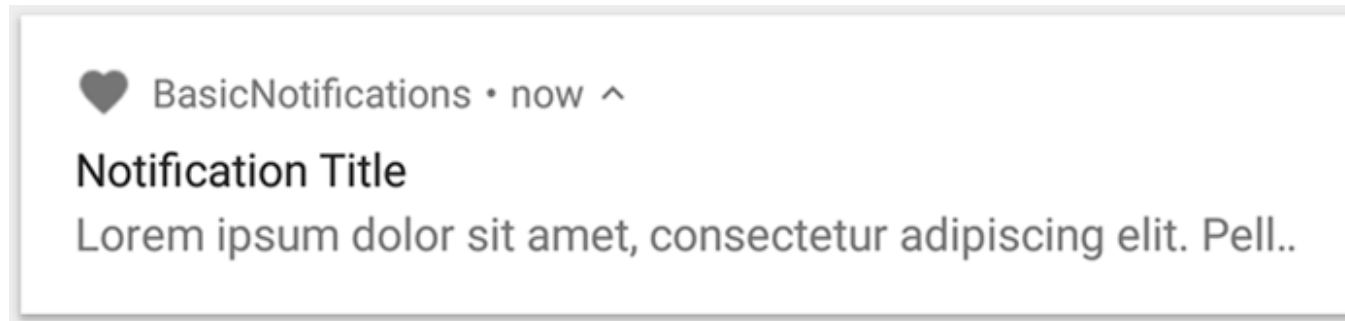 BasicNotifications • now
Notification Title
Lorem ipsum dolor sit amet, consectetur adipiscing elit. Pell..